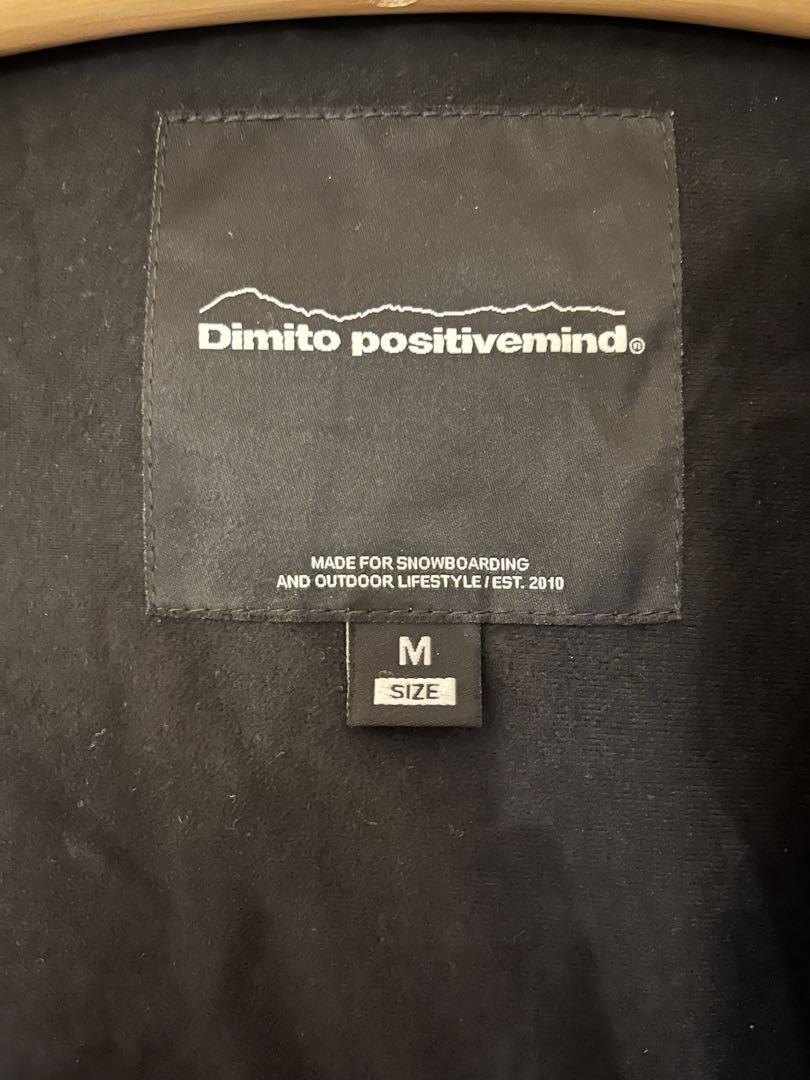 Dimito positivemind®
MADE FOR SNOWBOARDING
AND OUTDOOR LIFESTYLE / EST. 2010
M
SIZE